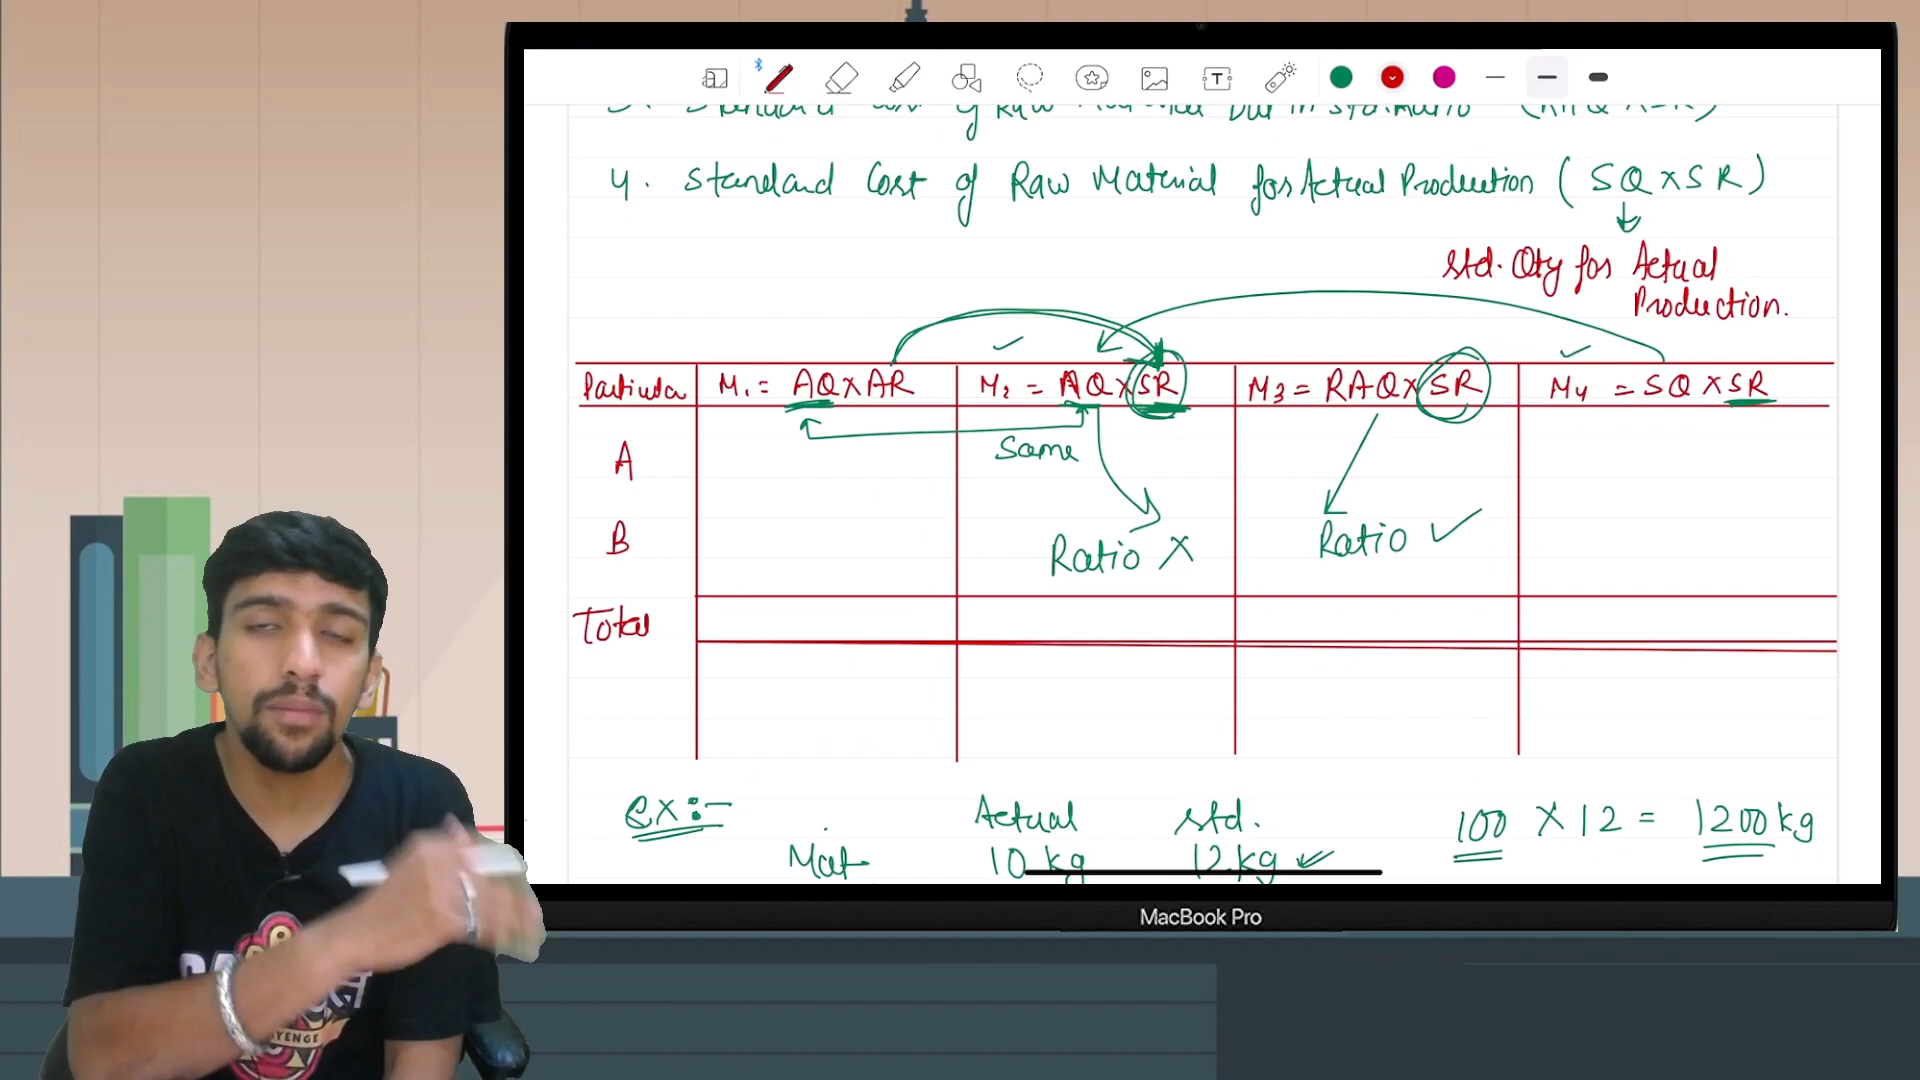 4. Standard Cost of Raw Material for Actual Production (SQ x SR)
Std. Qty for Actual
Production.
Particular M1 = AQ x AR M2 = AQ x SR M3 = RAQ x SR M4 = SQ x SR
Same
A
B
Ratio X Ratio ✓
Total
ex:- Actual Std. 100 x 12 = 1200 kg
Mat 10 kg 12 kg ✓
MacBook Pro